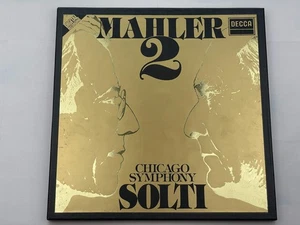 MAHLER
DECCA
2
CHICAGO
SYMPHONY
SOLTI